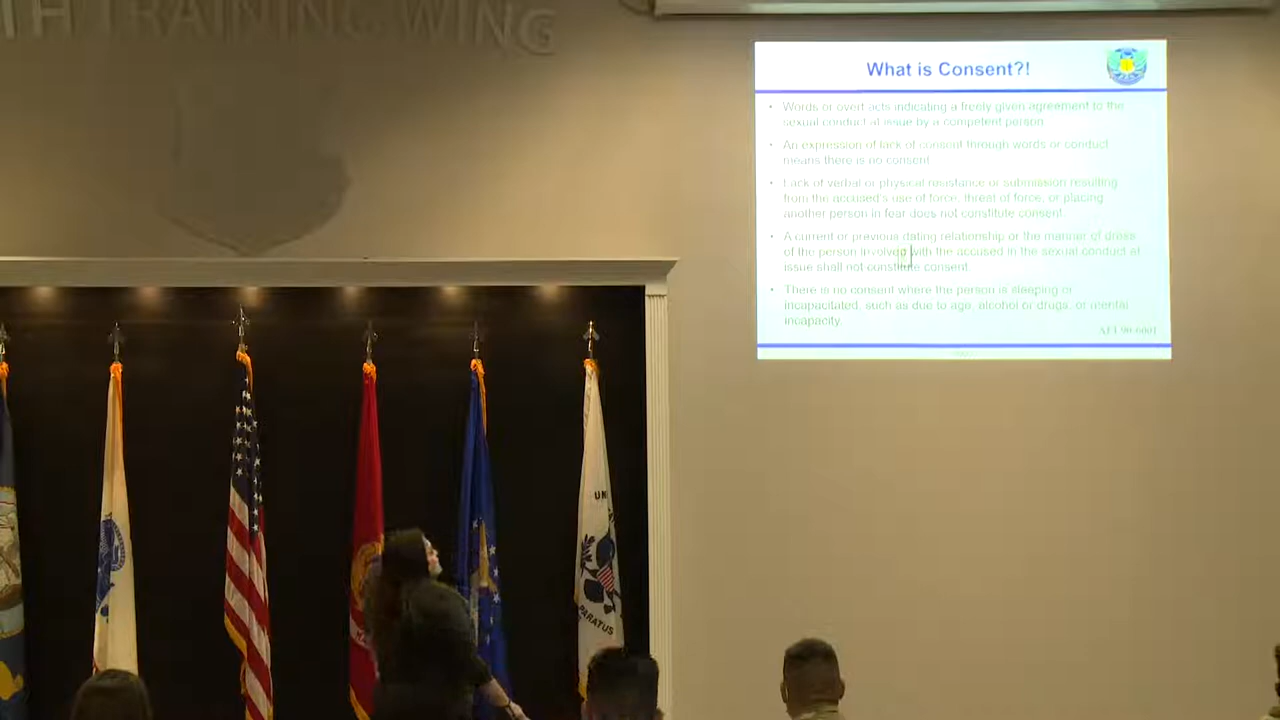 TH TRAINING WING
What is Consent?!
• Words or overt acts indicating a freely given agreement to the
sexual conduct at issue by a competent person
• An expression of lack of consent through words or conduct
means there is no consent
• Lack of verbal or physical resistance or submission resulting
from the accused's use of force, threat of force, or placing
another person in fear does not constitute consent
• A current or previous dating relationship or the manner of dress
of the person involved with the accused in the sexual conduct at
issue shall not constitute consent
• There is no consent where the person is sleeping or
incapacitated, such as due to age, alcohol or drugs, or mental
incapacity.
AFI 90-6001
UN
PARATUS